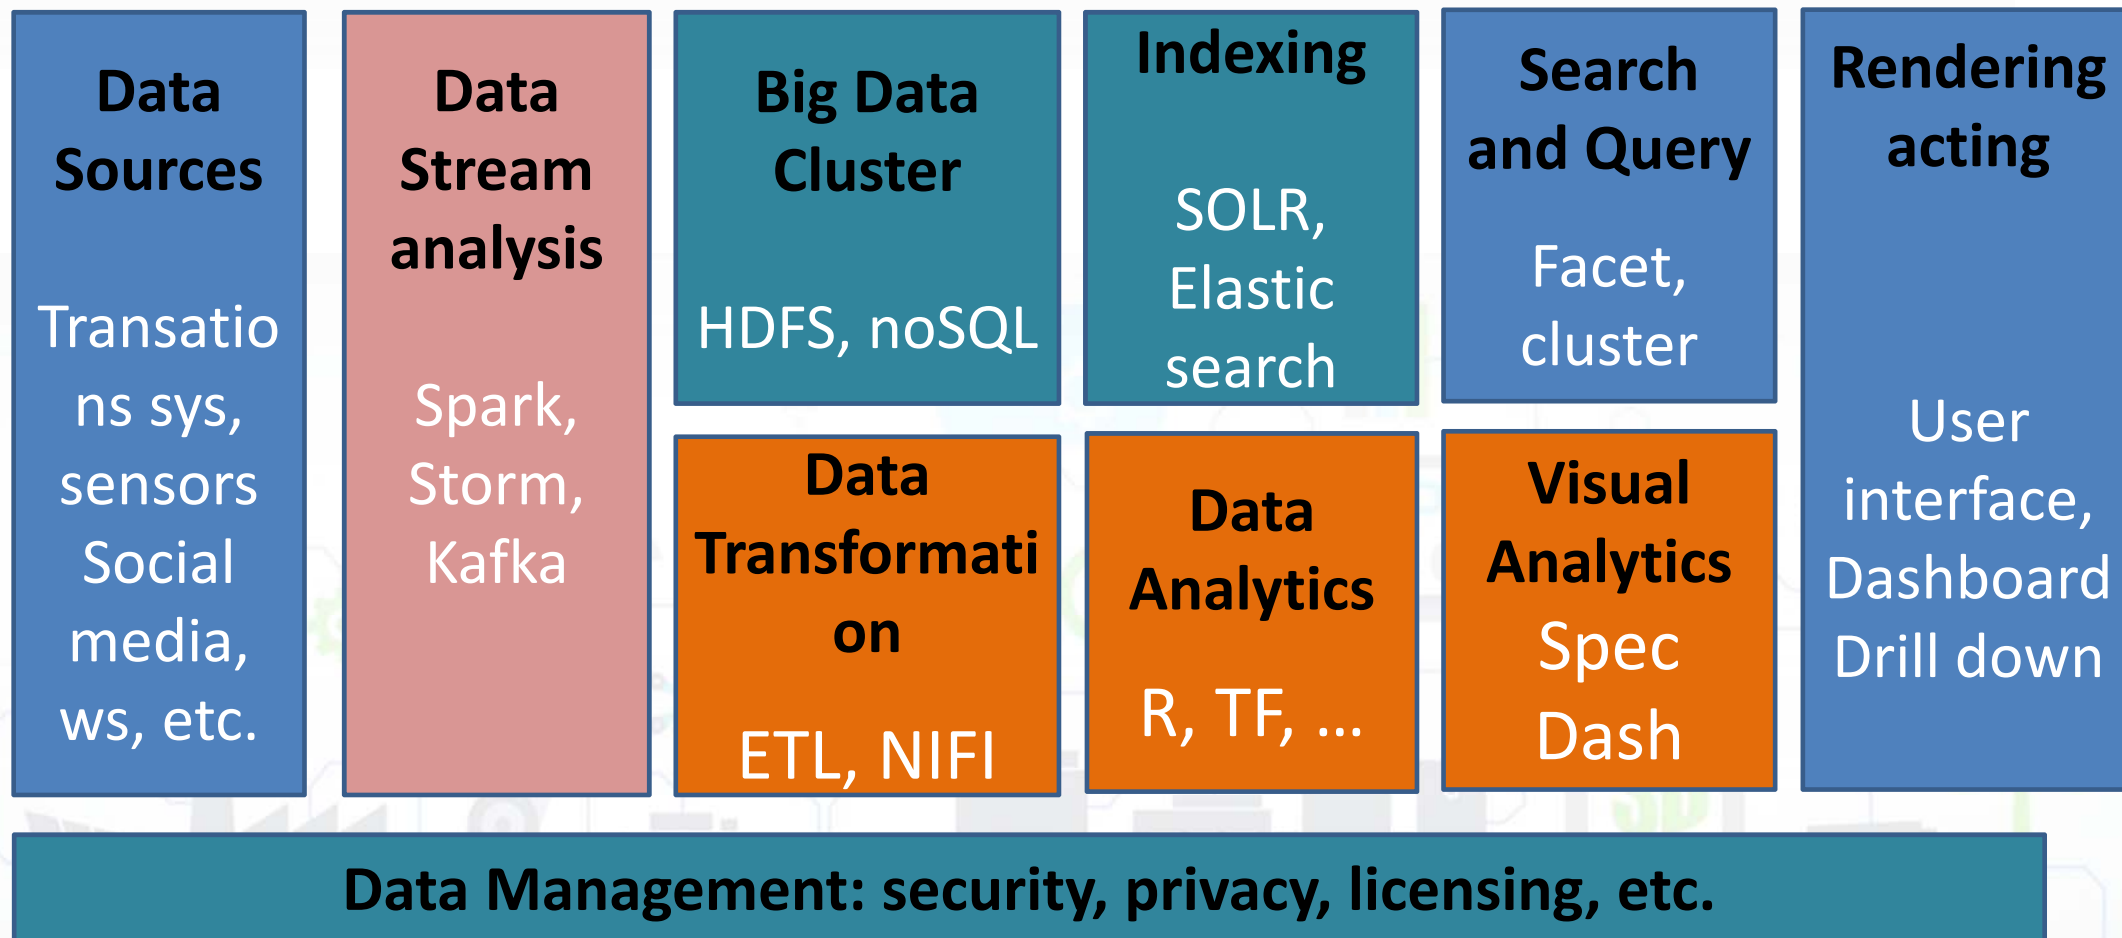 Data
Sources
Transatio
ns sys,
sensors
Social
media,
ws, etc.
Data
Stream
analysis
Spark,
Storm,
Kafka
Big Data
Cluster
HDFS, noSQL
Indexing
SOLR,
Elastic
search
Search
and Query
Facet,
cluster
Data
Transformati
on
ETL, NIFI
Data
Analytics
R, TF, ...
Visual
Analytics
Spec
Dash
Rendering
acting
User
interface,
Dashboard
Drill down
Data Management: security, privacy, licensing, etc.